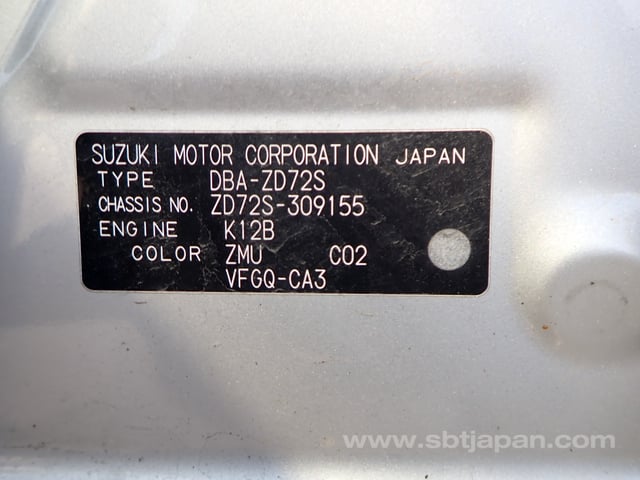 SUZUKI MOTOR CORPORATION JAPAN
TYPE DBA-ZD72S
CHASSIS NO. ZD72S-309155
ENGINE K12B
COLOR ZMU C02
VFGQ-CA3
www.sbtjapan.com